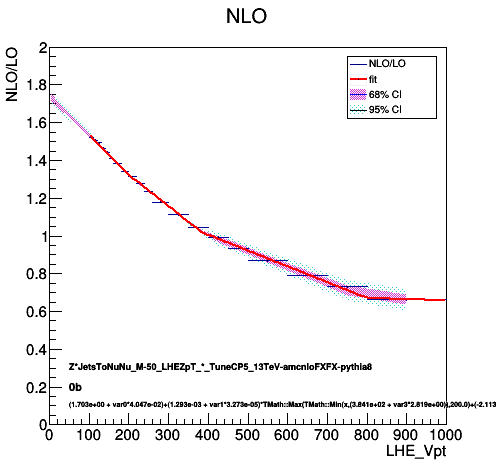 NLO
NLO/LO
2
1.8
1.6
1.4
1.2
1
0.8
0.6
0.4
0.2
0
NLO/LO
fit
68% CI
95% CI
Z*JetsToNuNu_M-50_LHEZpT_*_TuneCP5_13TeV-amcnloFXFX-pythia8
0b
(1.703e+00 + var0*4.047e-02)+(-1.293e-03 + var1*3.273e-05)*TMath::Max(TMath::Min(x,(3.841e+02 + var3*2.819e+00)),200.0)+(-2.113
0 100 200 300 400 500 600 700 800 900 1000
LHE_Vpt